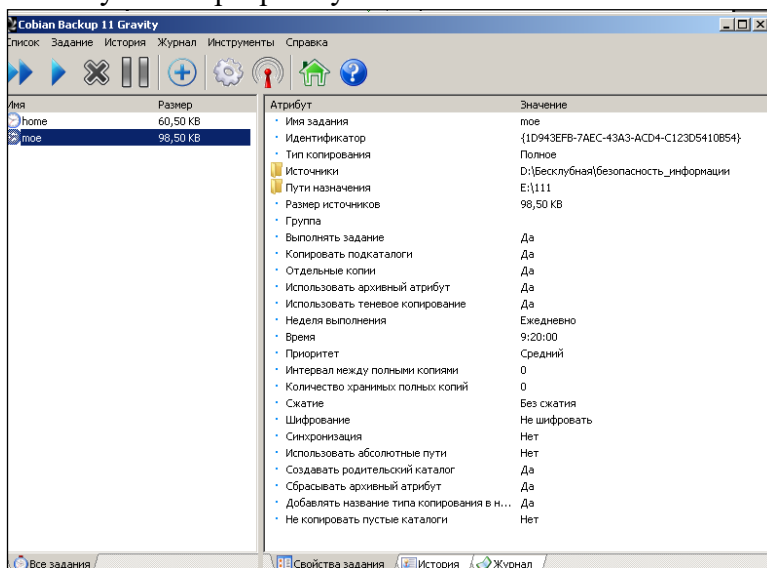 Cobian Backup 11 Gravity
Список Задание История Журнал Инструменты Справка
Имя Размер
home 60,50 KB
moe 98,50 KB
Атрибут Значение
Имя задания moe
Идентификатор {1D943EFB-7AEC-43A3-ACD4-C123D5410B54}
Тип копирования Полное
Источники D:\Бесклубная\безопасность_информации
Пути назначения E:\111
Размер источников 98,50 KB
Группа
Выполнять задание Да
Копировать подкаталоги Да
Отдельные копии Да
Использовать архивный атрибут Да
Использовать теневое копирование Да
Неделя выполнения Ежедневно
Время 9:20:00
Приоритет Средний
Интервал между полными копиями 0
Количество хранимых полных копий 0
Сжатие Без сжатия
Шифрование Не шифровать
Синхронизация Нет
Использовать абсолютные пути Нет
Создавать родительский каталог Да
Сбрасывать архивный атрибут Да
Добавлять название типа копирования в н... Да
Не копировать пустые каталоги Нет
Все задания Свойства задания История Журнал